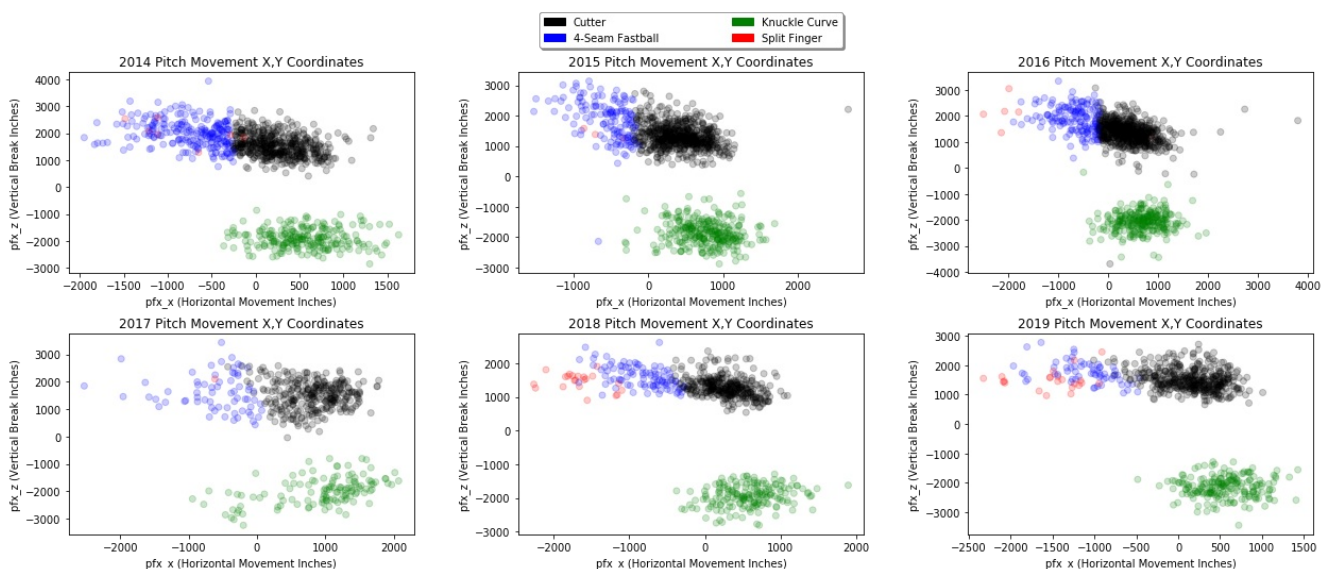 Cutter
4-Seam Fastball
Knuckle Curve
Split Finger
2014 Pitch Movement X,Y Coordinates
4000
3000
2000
1000
0
−1000
−2000
−3000
pfx_z (Vertical Break Inches)
−2000 −1500 −1000 −500 0 500 1000 1500
pfx_x (Horizontal Movement Inches)
2015 Pitch Movement X,Y Coordinates
3000
2000
1000
0
−1000
−2000
−3000
pfx_z (Vertical Break Inches)
−1000 0 1000 2000
pfx_x (Horizontal Movement Inches)
2016 Pitch Movement X,Y Coordinates
3000
2000
1000
0
−1000
−2000
−3000
−4000
pfx_z (Vertical Break Inches)
−2000 −1000 0 1000 2000 3000 4000
pfx_x (Horizontal Movement Inches)
2017 Pitch Movement X,Y Coordinates
3000
2000
1000
0
−1000
−2000
−3000
pfx_z (Vertical Break Inches)
−2000 −1000 0 1000 2000
pfx_x (Horizontal Movement Inches)
2018 Pitch Movement X,Y Coordinates
2000
1000
0
−1000
−2000
−3000
pfx_z (Vertical Break Inches)
−2000 −1000 0 1000 2000
pfx_x (Horizontal Movement Inches)
2019 Pitch Movement X,Y Coordinates
3000
2000
1000
0
−1000
−2000
−3000
pfx_z (Vertical Break Inches)
−2500 −2000 −1500 −1000 −500 0 500 1000 1500
pfx_x (Horizontal Movement Inches)